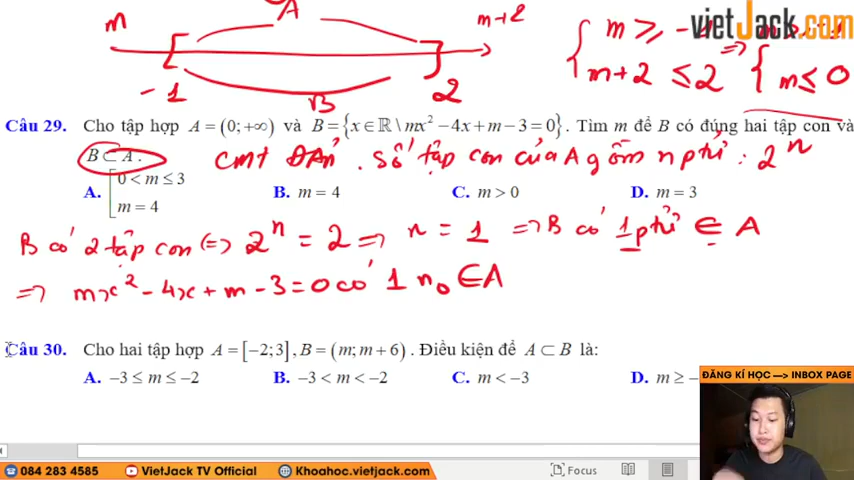 A
m m+2
-1 B 2
{ m ≥ -1 => { m ≥ -1
m+2 ≤ 2 m ≤ 0
vietJack.com
Câu 29. Cho tập hợp A = (0;+∞) và B = {x ∈ ℝ \ mx² − 4x + m − 3 = 0}. Tìm m để B có đúng hai tập con và
B ⊂ A.
CMT . Số tập con của A gồm n ptử : 2ⁿ
A. [ 0 < m ≤ 3
m = 4
B. m = 4 C. m > 0 D. m = 3
B có 2 tập con <=> 2ⁿ = 2 => n = 1 => B có 1 ptử ∈ A
=> mx² - 4x + m - 3 = 0 có 1 n₀ ∈ A
Câu 30. Cho hai tập hợp A = [−2;3], B = (m; m + 6). Điều kiện để A ⊂ B là:
A. −3 ≤ m ≤ −2 B. −3 < m < −2 C. m < −3 D. m ≥ −
ĐĂNG KÍ HỌC —> INBOX PAGE
084 283 4585 VietJack TV Official Khoahoc.vietjack.com Focus